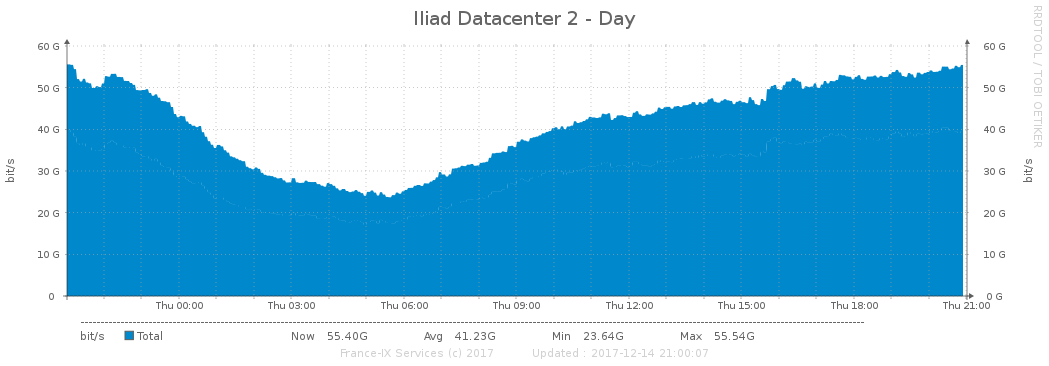 Iliad Datacenter 2 - Day
RRDTOOL / TOBI OETIKER
60 G 60 G
50 G 50 G
40 G 40 G
30 G 30 G
20 G 20 G
10 G 10 G
0 0 G
bit/s bit/s
Thu 00:00 Thu 03:00 Thu 06:00 Thu 09:00 Thu 12:00 Thu 15:00 Thu 18:00 Thu 21:00
bit/s Total Now 55.40G Avg 41.23G Min 23.64G Max 55.54G
France-IX Services (c) 2017 Updated : 2017-12-14 21:00:07